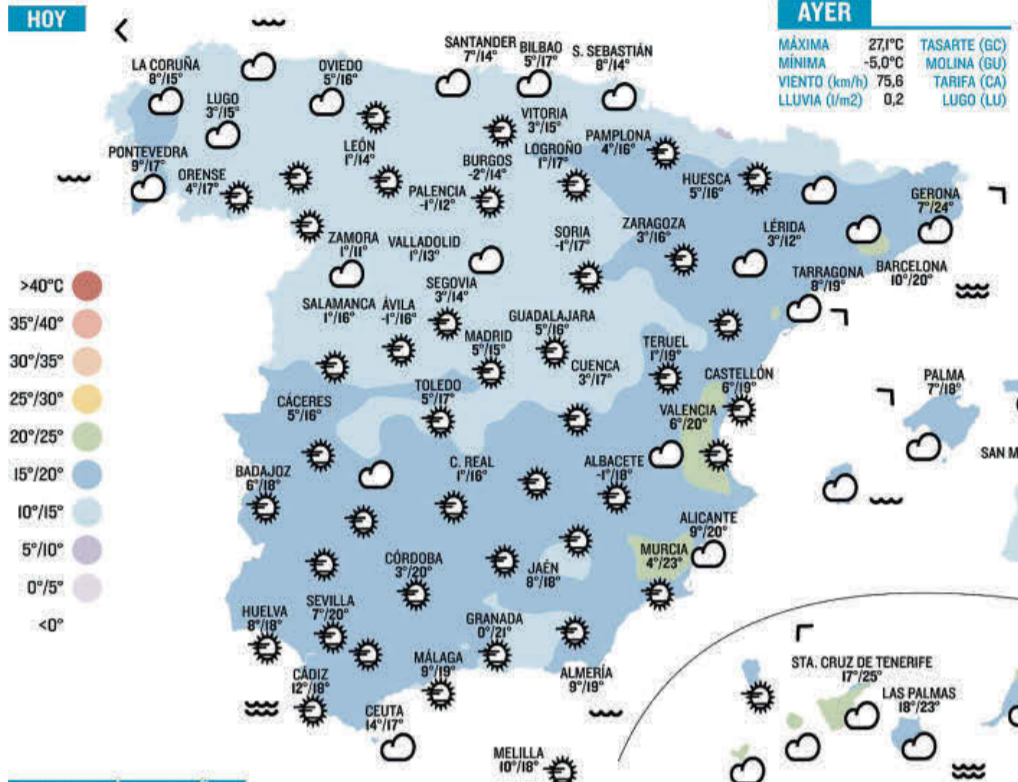 HOY
AYER
MÁXIMA 27,1°C TASARTE (GC)
MÍNIMA -5,0°C MOLINA (GU)
VIENTO (km/h) 75,6 TARIFA (CA)
LLUVIA (l/m2) 0,2 LUGO (LU)
LA CORUÑA
8°/15°
OVIEDO
5°/16°
SANTANDER
7°/14°
BILBAO
5°/17°
S. SEBASTIÁN
8°/14°
LUGO
3°/15°
VITORIA
3°/15°
PAMPLONA
4°/16°
LEÓN
1°/14°
LOGROÑO
1°/17°
PONTEVEDRA
9°/17°
ORENSE
4°/17°
BURGOS
-2°/14°
PALENCIA
-1°/12°
HUESCA
5°/16°
GERONA
7°/24°
ZAMORA
1°/11°
VALLADOLID
1°/13°
SORIA
-1°/17°
ZARAGOZA
3°/16°
LÉRIDA
3°/12°
BARCELONA
10°/20°
TARRAGONA
8°/19°
SEGOVIA
3°/14°
SALAMANCA
1°/16°
ÁVILA
-1°/16°
GUADALAJARA
5°/16°
MADRID
5°/15°
TERUEL
1°/19°
CUENCA
3°/17°
CASTELLÓN
6°/19°
PALMA
7°/18°
TOLEDO
5°/17°
CÁCERES
5°/16°
VALENCIA
6°/20°
SAN M
BADAJOZ
6°/18°
C. REAL
1°/16°
ALBACETE
-1°/18°
ALICANTE
9°/20°
MURCIA
4°/23°
CÓRDOBA
3°/20°
JAÉN
8°/18°
HUELVA
8°/18°
SEVILLA
7°/20°
GRANADA
0°/21°
MÁLAGA
9°/19°
ALMERÍA
9°/19°
CÁDIZ
12°/18°
CEUTA
14°/17°
MELILLA
10°/18°
STA. CRUZ DE TENERIFE
17°/25°
LAS PALMAS
18°/23°
>40°C
35°/40°
30°/35°
25°/30°
20°/25°
15°/20°
10°/15°
5°/10°
0°/5°
<0°